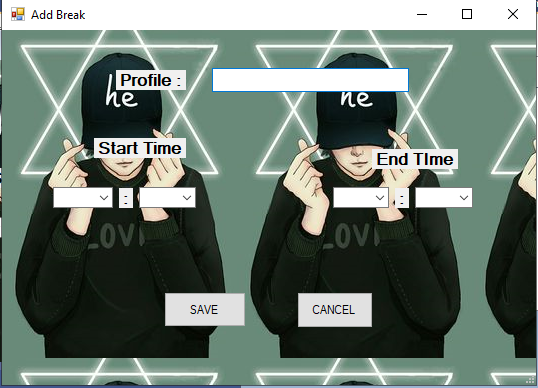 Add Break
Profile :
he
ne
Start Time
End TIme
:
:
LOVE
LOVE
SAVE
CANCEL